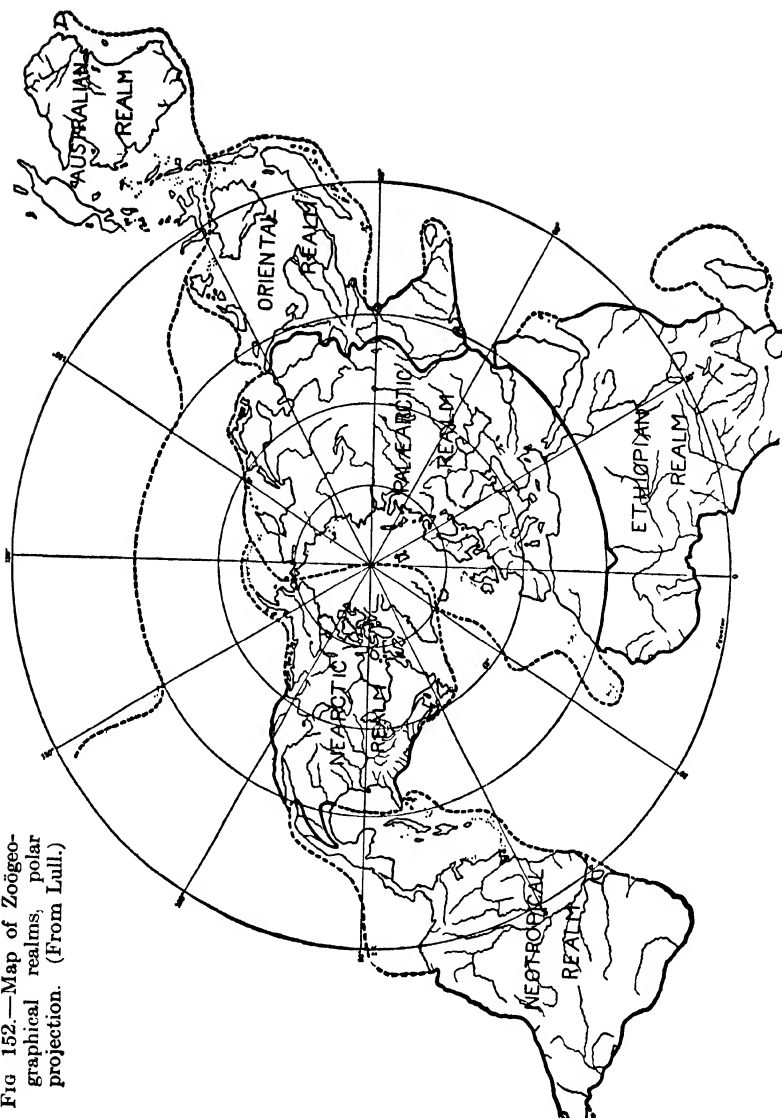 FIG 152.—Map of Zoögeo-
graphical realms, polar
projection. (From Lull.)
AUSTRALIAN
REALM
ORIENTAL
REALM
PALÆARCTIC
REALM
ETHIOPIAN
REALM
NEARCTIC
REALM
NEOTROPICAL
REALM